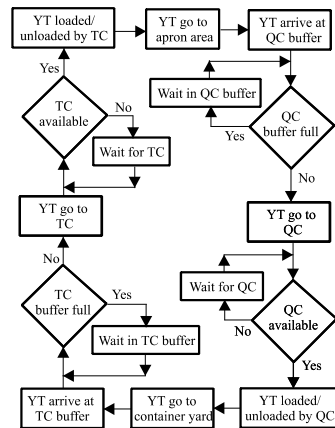 YT loaded/
unloaded by TC
YT go to
apron area
YT arrive at
QC buffer
Yes
Wait in QC buffer
TC
available
No
Yes
QC
buffer full
Wait for TC
No
YT go to
TC
YT go to
QC
No
Wait for QC
TC
buffer full
Yes
No
QC
available
Wait in TC buffer
Yes
YT arrive at
TC buffer
YT go to
container yard
YT loaded/
unloaded by QC